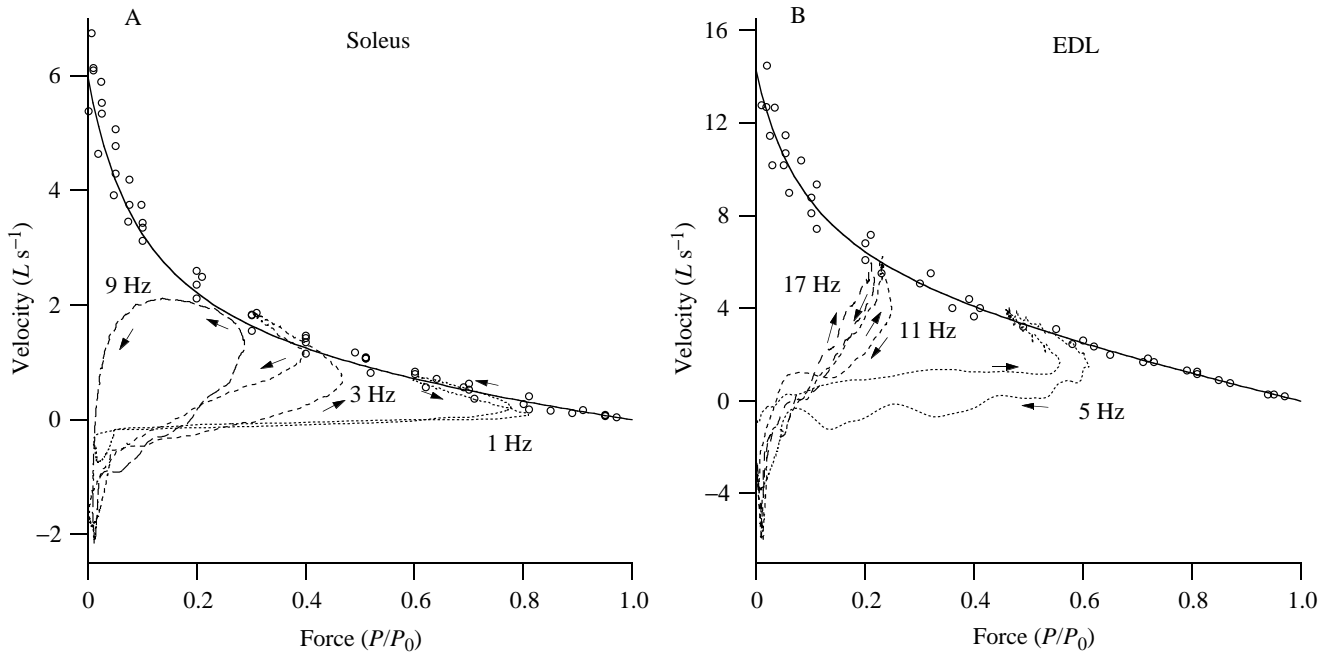 A
Soleus
Velocity (L s⁻¹)
6
4
2
0
−2
9 Hz
3 Hz
1 Hz
0
0.2
0.4
0.6
0.8
1.0
Force (P/P₀)
B
EDL
Velocity (L s⁻¹)
16
12
8
4
0
−4
17 Hz
11 Hz
5 Hz
0
0.2
0.4
0.6
0.8
1.0
Force (P/P₀)